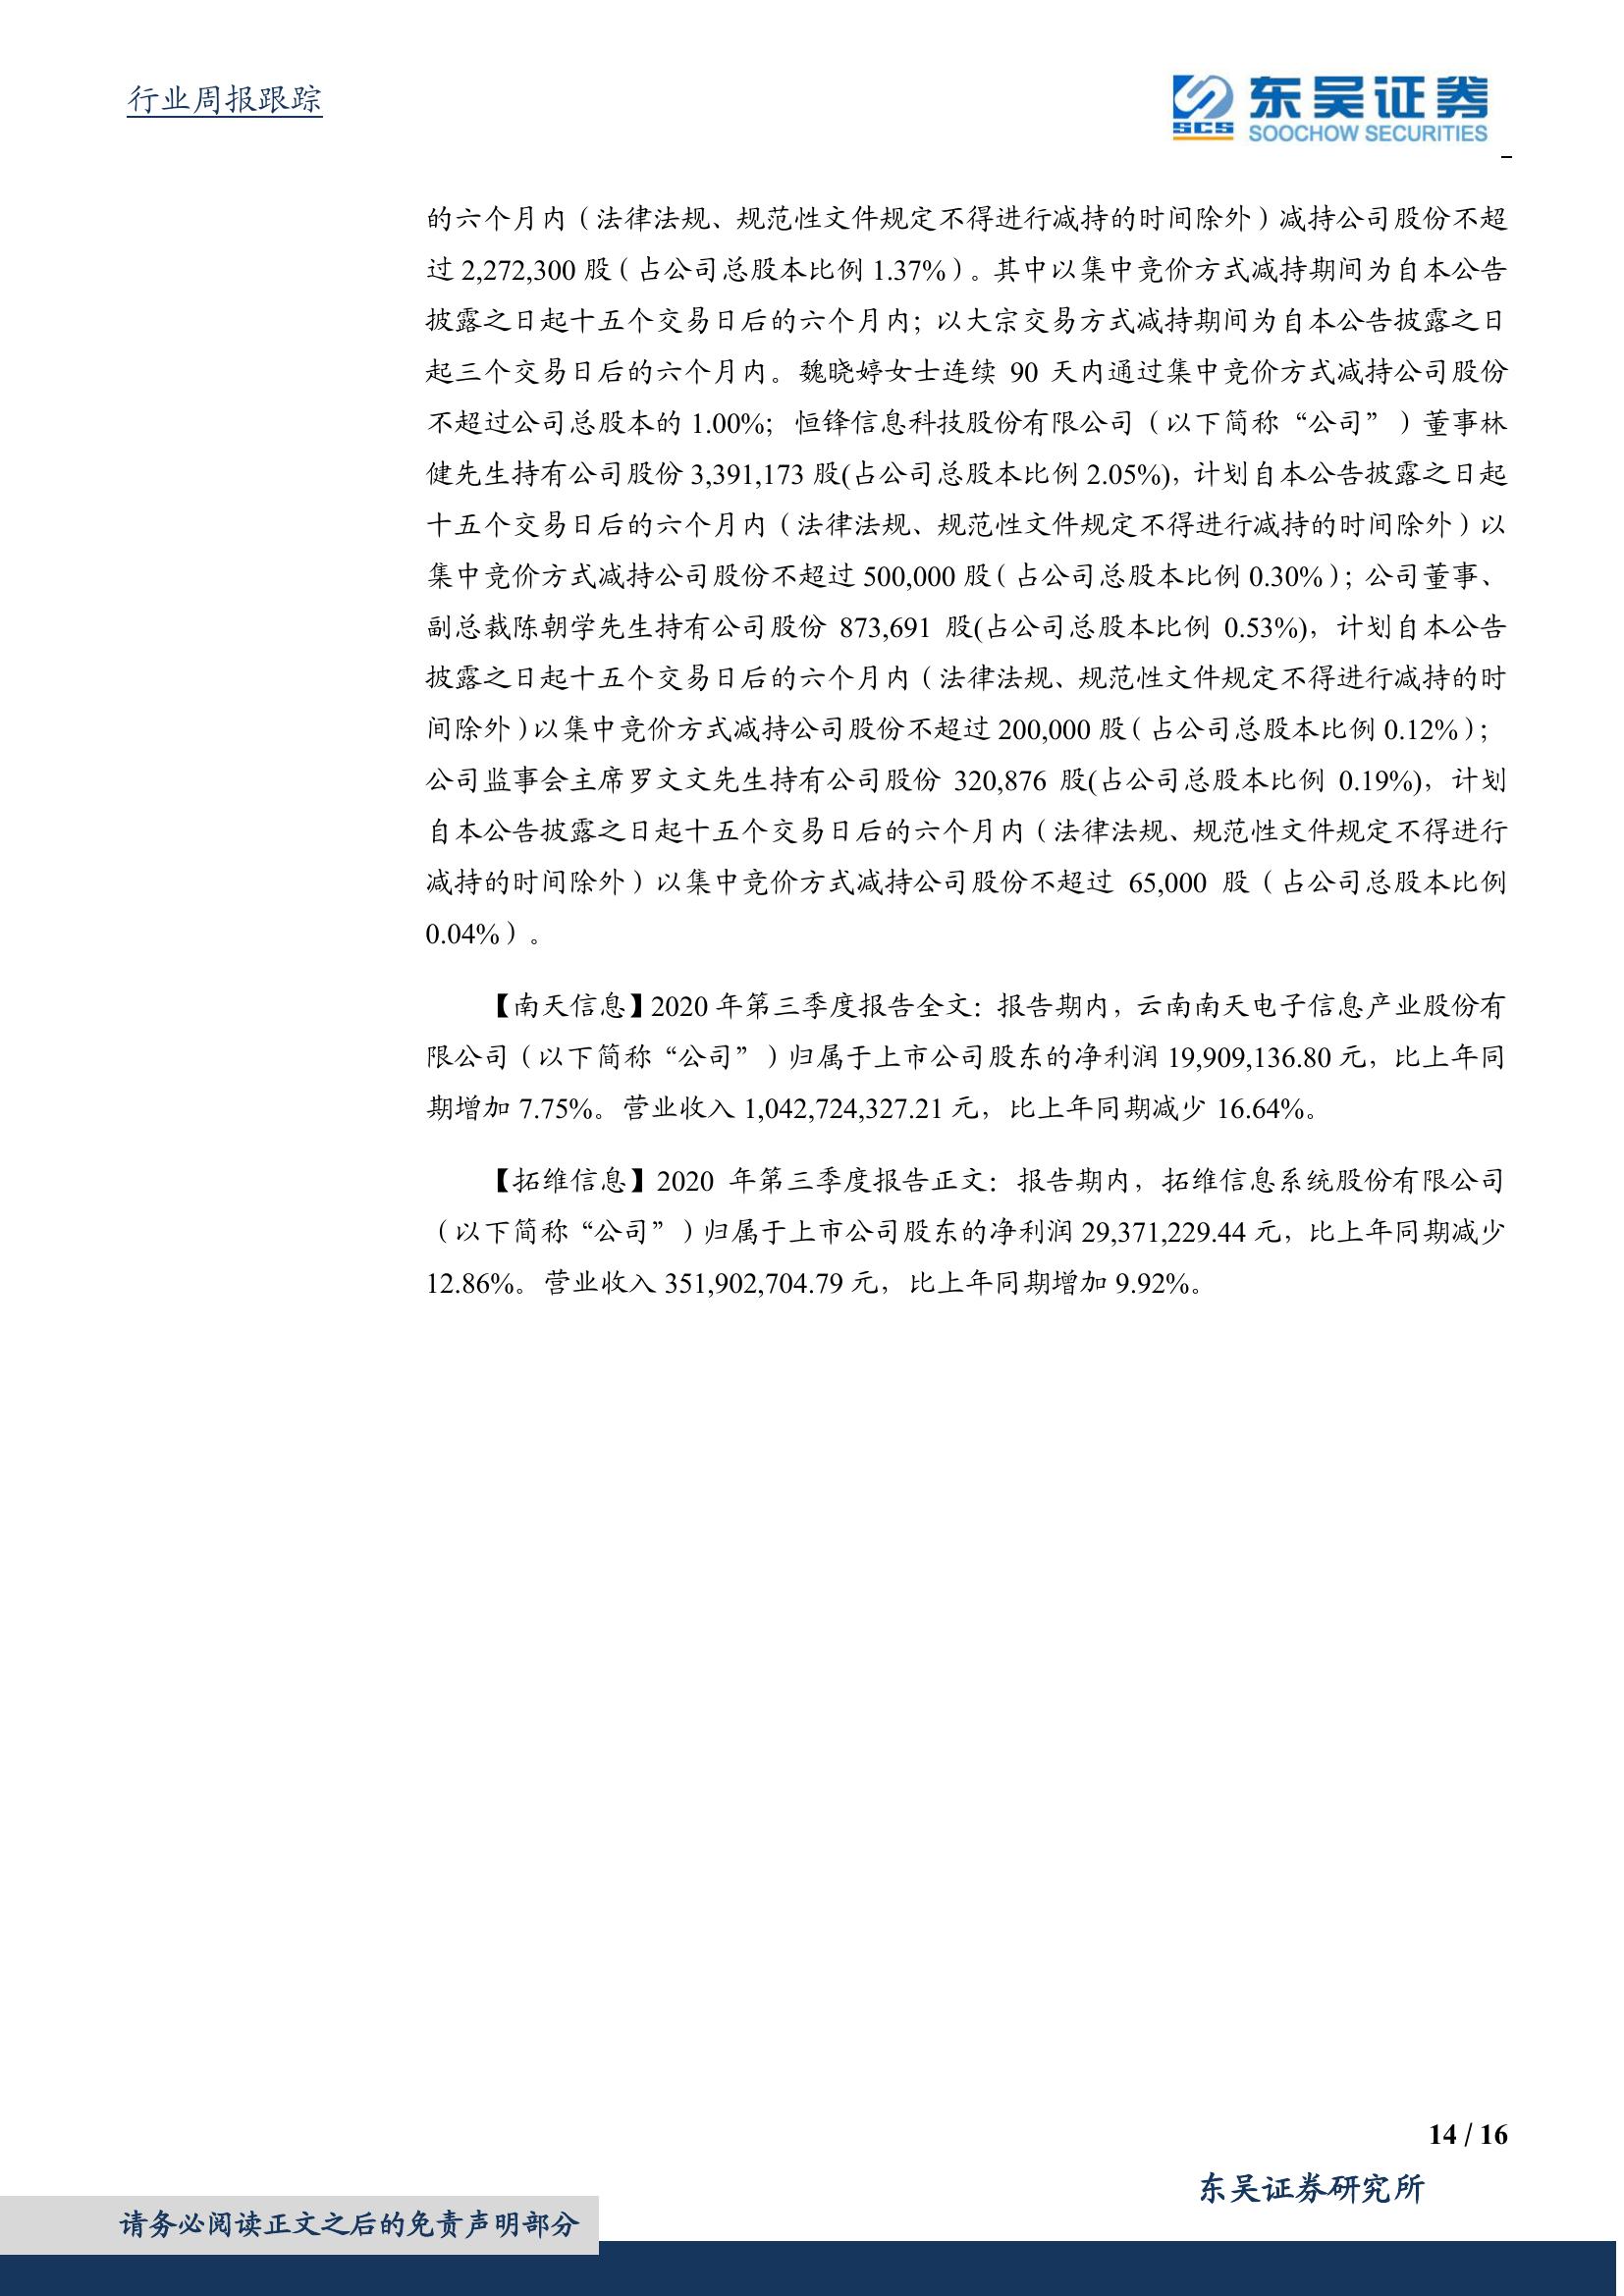 行业周报跟踪
SCS
东吴证券
SOOCHOW SECURITIES
的六个月内（法律法规、规范性文件规定不得进行减持的时间除外）减持公司股份不超
过 2,272,300 股（占公司总股本比例 1.37%）。其中以集中竞价方式减持期间为自本公告
披露之日起十五个交易日后的六个月内；以大宗交易方式减持期间为自本公告披露之日
起三个交易日后的六个月内。魏晓婷女士连续 90 天内通过集中竞价方式减持公司股份
不超过公司总股本的 1.00%；恒锋信息科技股份有限公司（以下简称“公司”）董事林
健先生持有公司股份 3,391,173 股(占公司总股本比例 2.05%)，计划自本公告披露之日起
十五个交易日后的六个月内（法律法规、规范性文件规定不得进行减持的时间除外）以
集中竞价方式减持公司股份不超过 500,000 股（占公司总股本比例 0.30%）；公司董事、
副总裁陈朝学先生持有公司股份 873,691 股(占公司总股本比例 0.53%)，计划自本公告
披露之日起十五个交易日后的六个月内（法律法规、规范性文件规定不得进行减持的时
间除外）以集中竞价方式减持公司股份不超过 200,000 股（占公司总股本比例 0.12%）；
公司监事会主席罗文文先生持有公司股份 320,876 股(占公司总股本比例 0.19%)，计划
自本公告披露之日起十五个交易日后的六个月内（法律法规、规范性文件规定不得进行
减持的时间除外）以集中竞价方式减持公司股份不超过 65,000 股（占公司总股本比例
0.04%）。
【南天信息】2020 年第三季度报告全文：报告期内，云南南天电子信息产业股份有
限公司（以下简称“公司”）归属于上市公司股东的净利润 19,909,136.80 元，比上年同
期增加 7.75%。营业收入 1,042,724,327.21 元，比上年同期减少 16.64%。
【拓维信息】2020 年第三季度报告正文：报告期内，拓维信息系统股份有限公司
（以下简称“公司”）归属于上市公司股东的净利润 29,371,229.44 元，比上年同期减少
12.86%。营业收入 351,902,704.79 元，比上年同期增加 9.92%。
14 / 16
东吴证券研究所
请务必阅读正文之后的免责声明部分